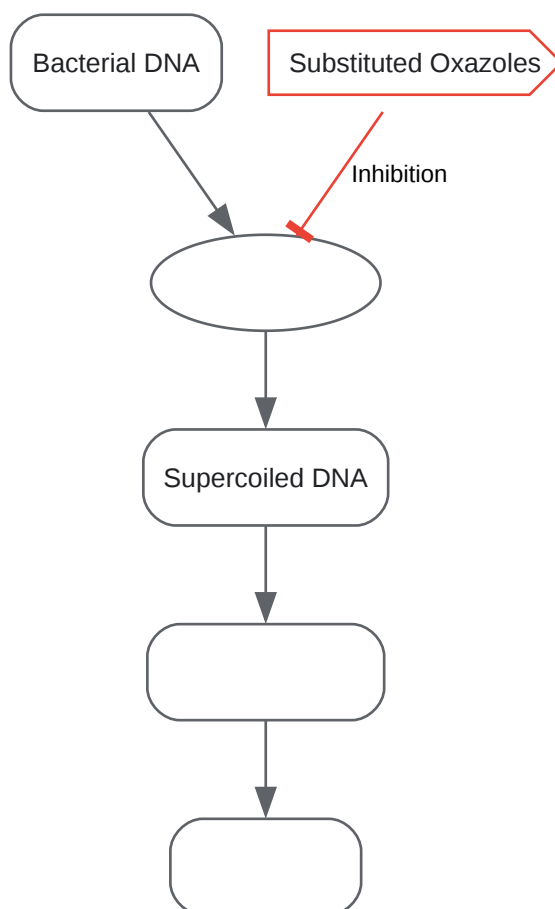 Bacterial DNA
Substituted Oxazoles
Inhibition
Supercoiled DNA